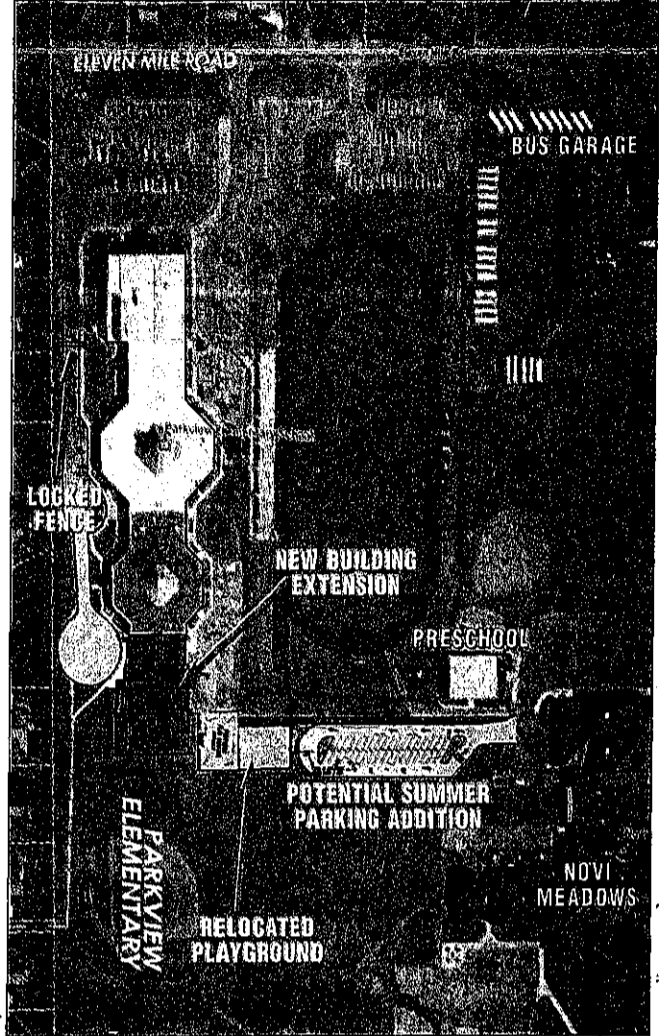 ELEVEN MILE ROAD
BUS GARAGE
Parkview
LOCKED
FENCE
NEW BUILDING
EXTENSION
PRESCHOOL
POTENTIAL SUMMER
PARKING ADDITION
PARKVIEW
ELEMENTARY
NOVI
MEADOWS
RELOCATED
PLAYGROUND